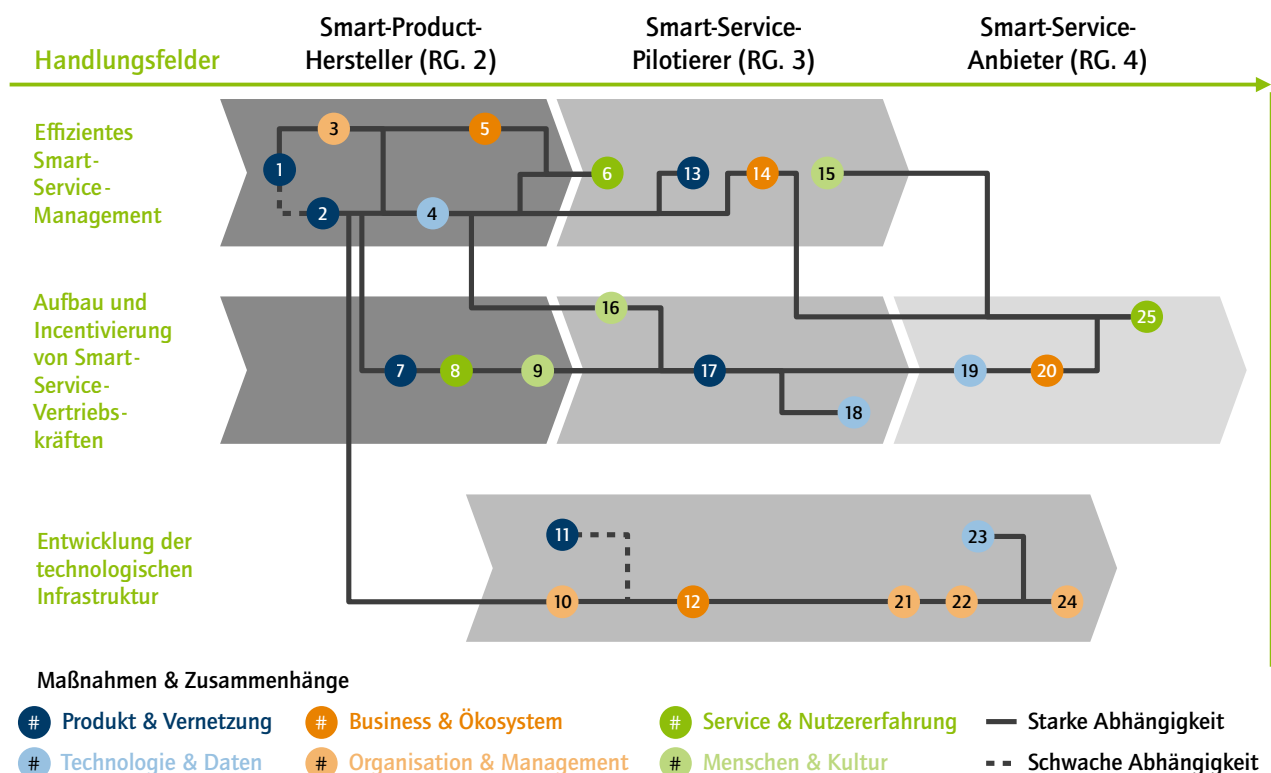 Handlungsfelder
Smart-Product-
Hersteller (RG. 2)
Smart-Service-
Pilotierer (RG. 3)
Smart-Service-
Anbieter (RG. 4)
Effizientes
Smart-
Service-
Management
1
2
3
4
5
6
13
14
15
Aufbau und
Incentivierung
von Smart-
Service-
Vertriebs-
kräften
7
8
9
16
17
18
19
20
25
Entwicklung der
technologischen
Infrastruktur
10
11
12
21
22
23
24
Maßnahmen & Zusammenhänge
# Produkt & Vernetzung
# Business & Ökosystem
# Service & Nutzererfahrung
Starke Abhängigkeit
# Technologie & Daten
# Organisation & Management
# Menschen & Kultur
Schwache Abhängigkeit